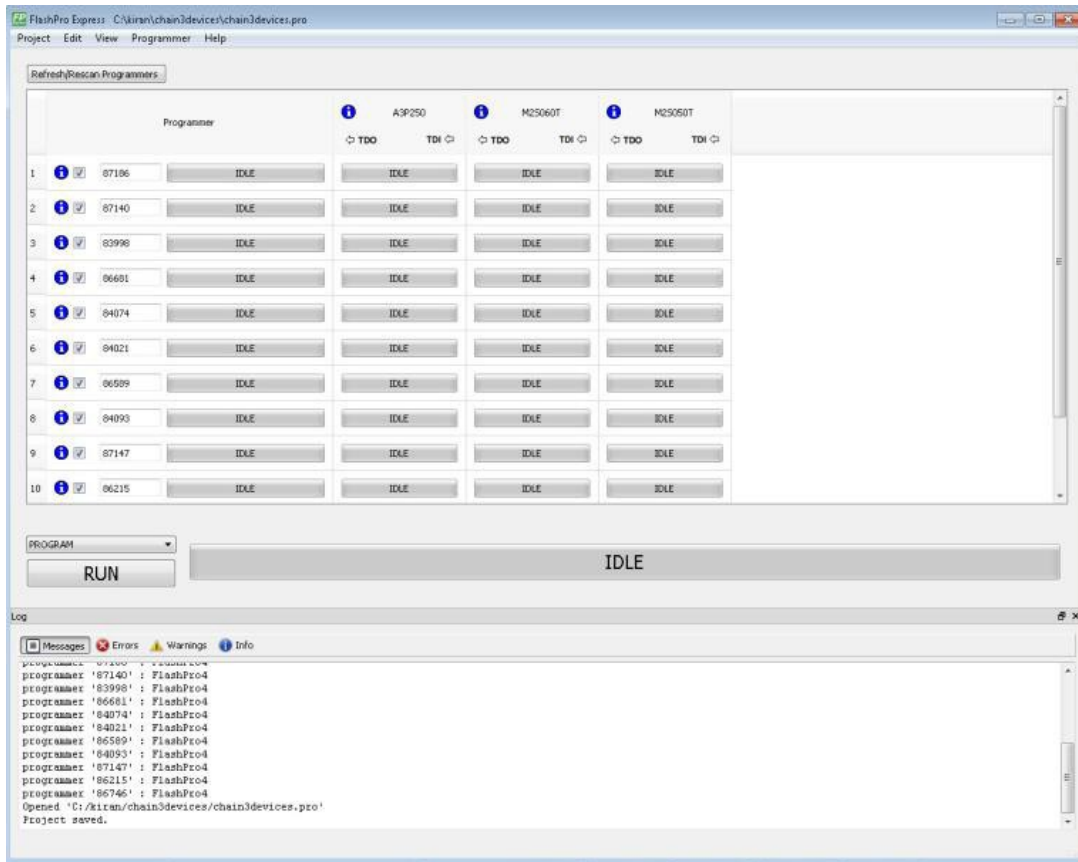 FlashPro Express C:\kiran\chain3devices\chain3devices.pro
Project Edit View Programmer Help
Refresh/Rescan Programmers
Programmer A3P250 M2S060T M2S050T
TDO TDI TDO TDI TDO TDI
1 87186 IDLE IDLE IDLE IDLE
2 87140 IDLE IDLE IDLE IDLE
3 83998 IDLE IDLE IDLE IDLE
4 86681 IDLE IDLE IDLE IDLE
5 84074 IDLE IDLE IDLE IDLE
6 84021 IDLE IDLE IDLE IDLE
7 86589 IDLE IDLE IDLE IDLE
8 84093 IDLE IDLE IDLE IDLE
9 87147 IDLE IDLE IDLE IDLE
10 86215 IDLE IDLE IDLE IDLE
PROGRAM
RUN IDLE
Log
Messages Errors Warnings Info
programmer '87186' : FlashPro4
programmer '87140' : FlashPro4
programmer '83998' : FlashPro4
programmer '86681' : FlashPro4
programmer '84074' : FlashPro4
programmer '84021' : FlashPro4
programmer '86589' : FlashPro4
programmer '84093' : FlashPro4
programmer '87147' : FlashPro4
programmer '86215' : FlashPro4
programmer '86746' : FlashPro4
Opened 'C:/kiran/chain3devices/chain3devices.pro'
Project saved.